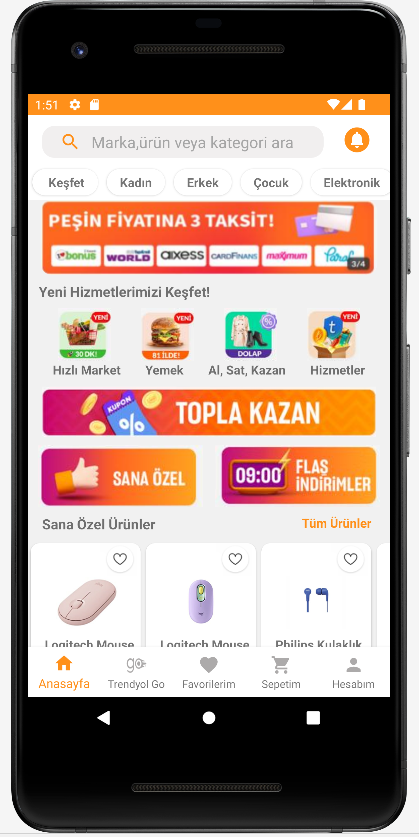 1:51
Marka,ürün veya kategori ara
Keşfet Kadın Erkek Çocuk Elektronik
PEŞİN FİYATINA 3 TAKSİT!
bonus WORLD axess CARDFINANS maximum Paraf
3/4
Yeni Hizmetlerimizi Keşfet!
YENİ YENİ YENİ
30 DK! 81 İLDE! DOLAP
Hızlı Market Yemek Al, Sat, Kazan Hizmetler
KUPON TOPLA KAZAN
SANA ÖZEL
09:00 FLAŞ
İNDİRİMLER
Sana Özel Ürünler Tüm Ürünler
Logitech Mouse Logitech Mouse Philips Kulaklık
go
Anasayfa Trendyol Go Favorilerim Sepetim Hesabım